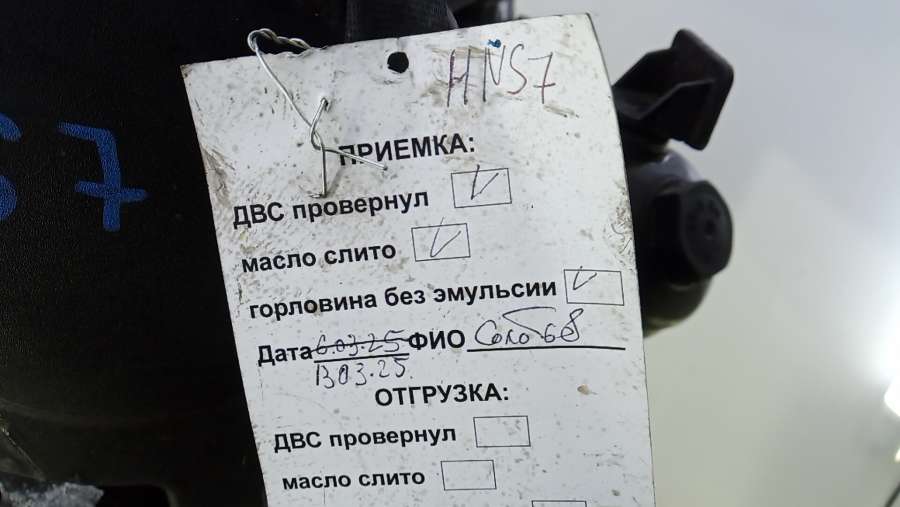 HNS7
S7
ПРИЕМКА:
ДВС провернул
масло слито
горловина без эмульсии
Дата 6.03.25 ФИО
13 03.25
ОТГРУЗКА:
ДВС провернул
масло слито